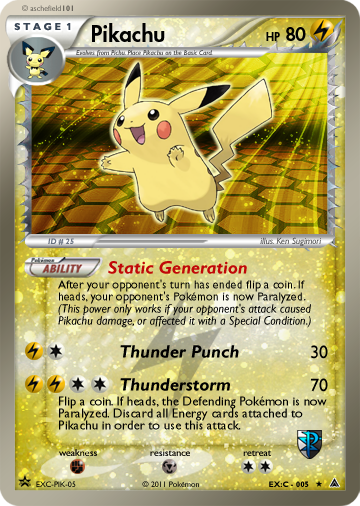 © aschefield101
STAGE 1
Pikachu
HP 80
Evolves from Pichu. Place Pikachu on the Basic Card.
ID # 25
illus. Ken Sugimori
Pokémon
ABILITY
Static Generation
After your opponent's turn has ended flip a coin. If
heads, your opponent's Pokémon is now Paralyzed.
(This power only works if your opponent's attack caused
Pikachu damage, or affected it with a Special Condition.)
Thunder Punch 30
Thunderstorm 70
Flip a coin. If heads, the Defending Pokémon is now
Paralyzed. Discard all Energy cards attached to
Pikachu in order to use this attack.
weakness resistance retreat
EXC-PIK-05 © 2011 Pokémon EX:C - 005 ★